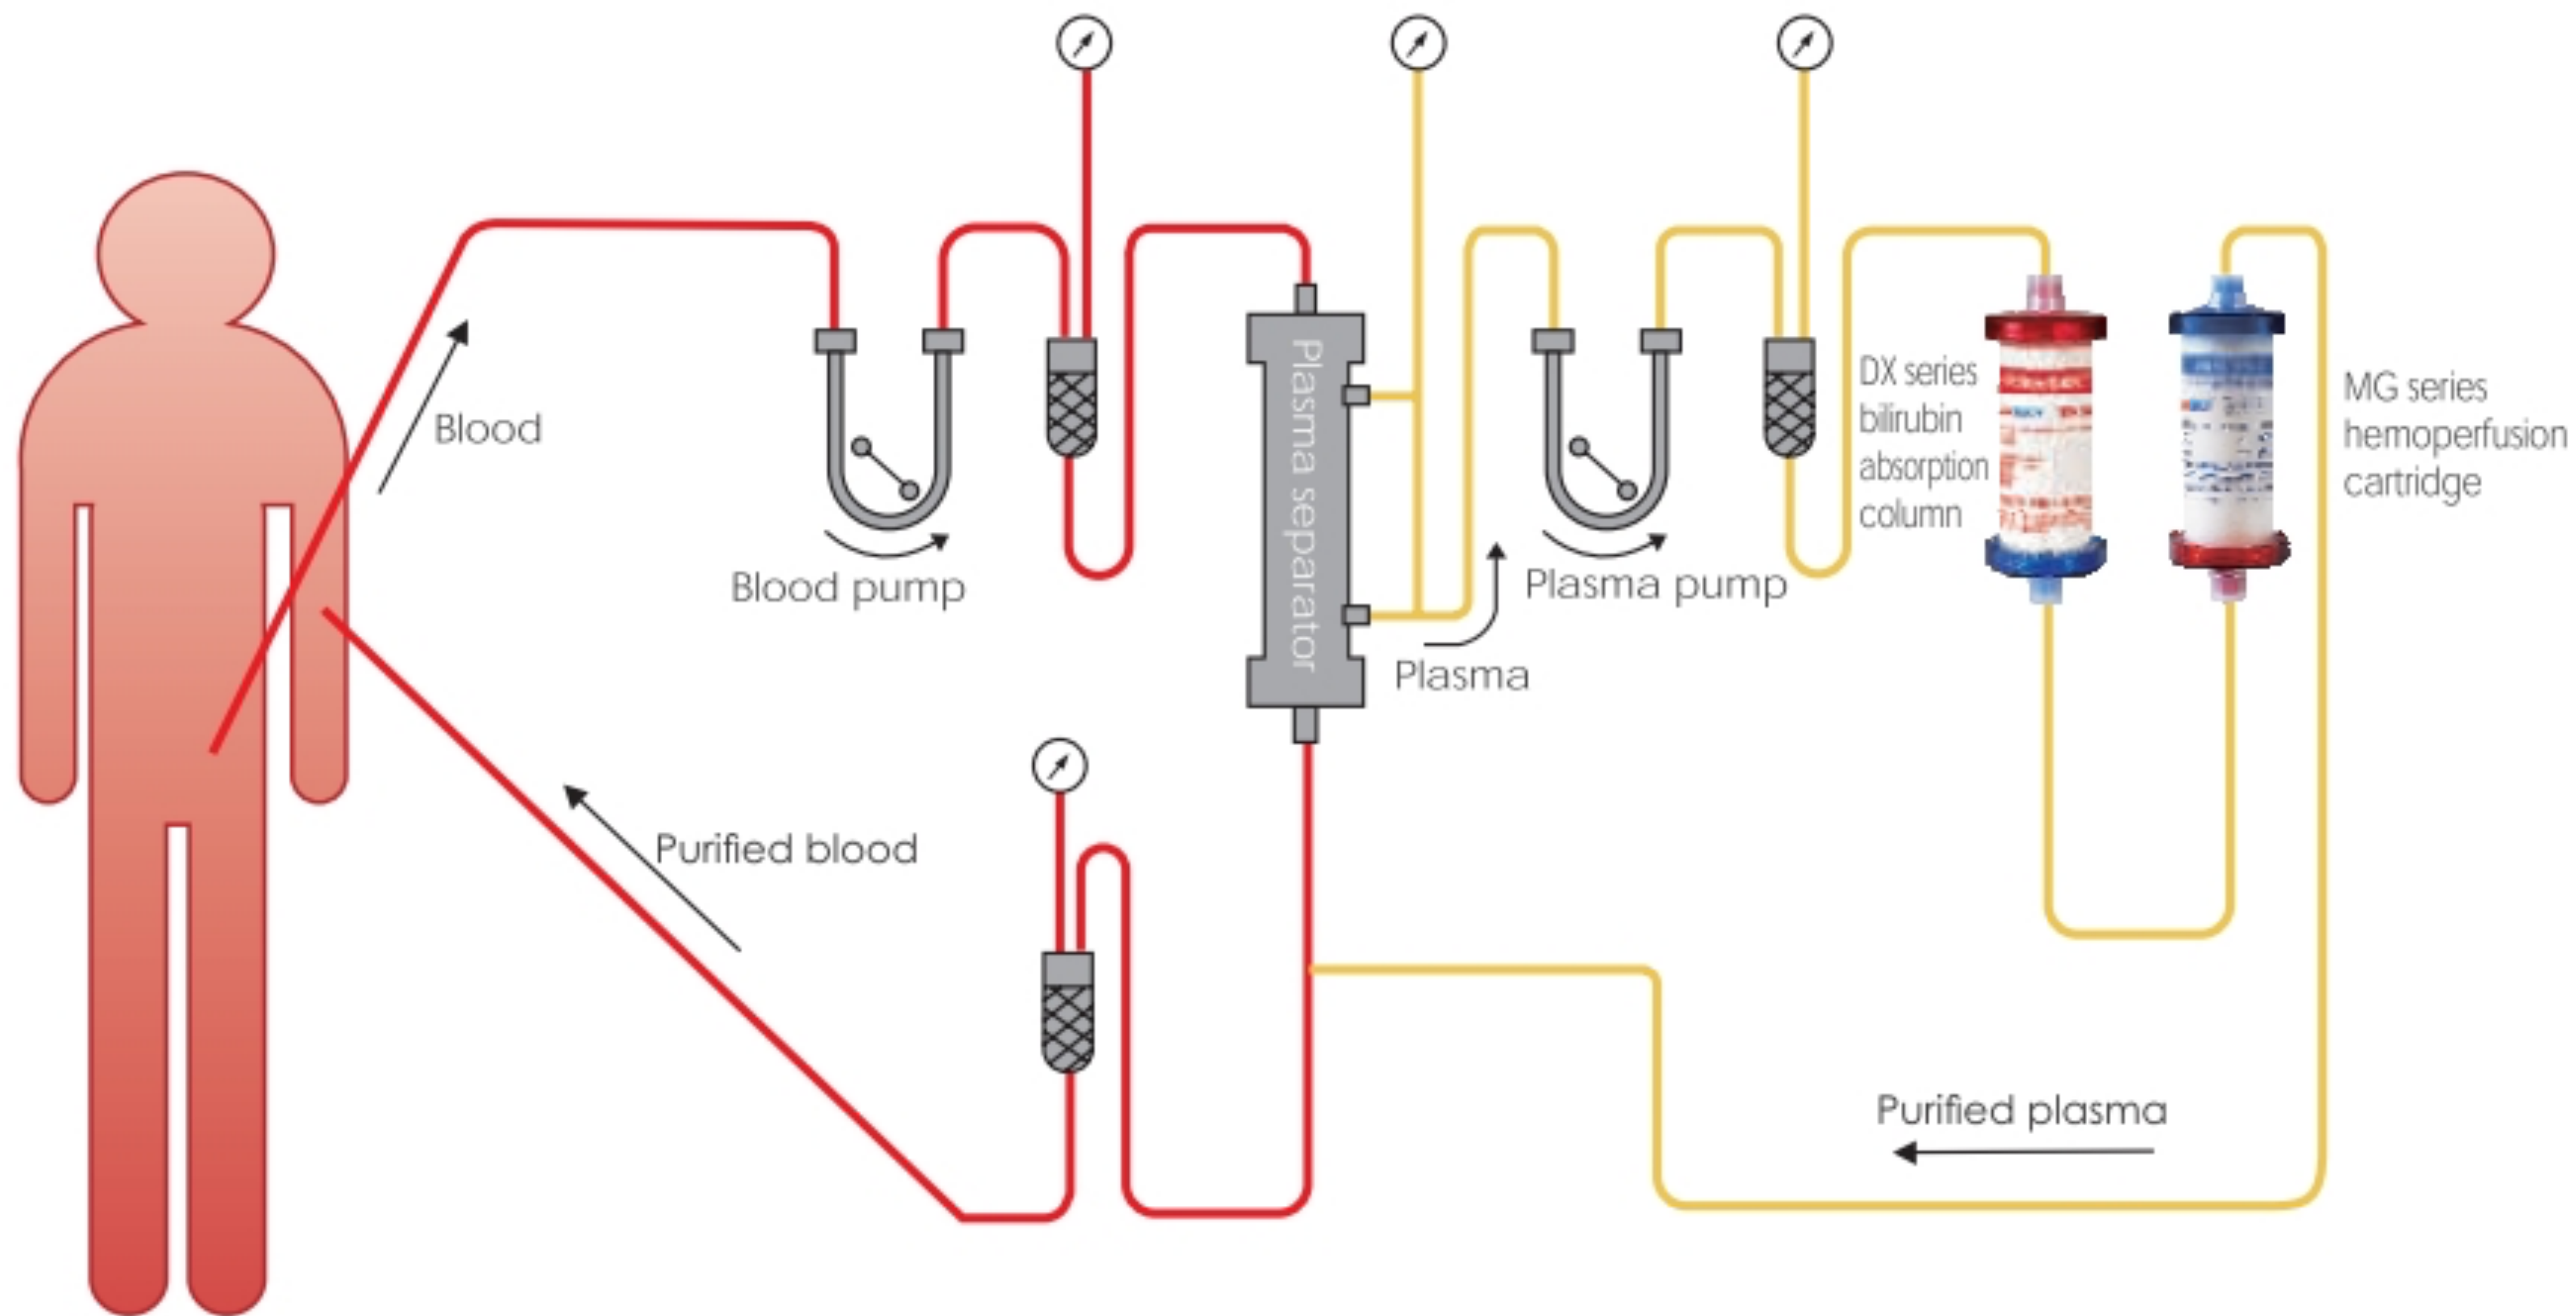 Blood
Blood pump
Plasma separator
Plasma
Plasma pump
DX series
bilirubin
absorption
column
MG series
hemoperfusion
cartridge
Purified blood
Purified plasma